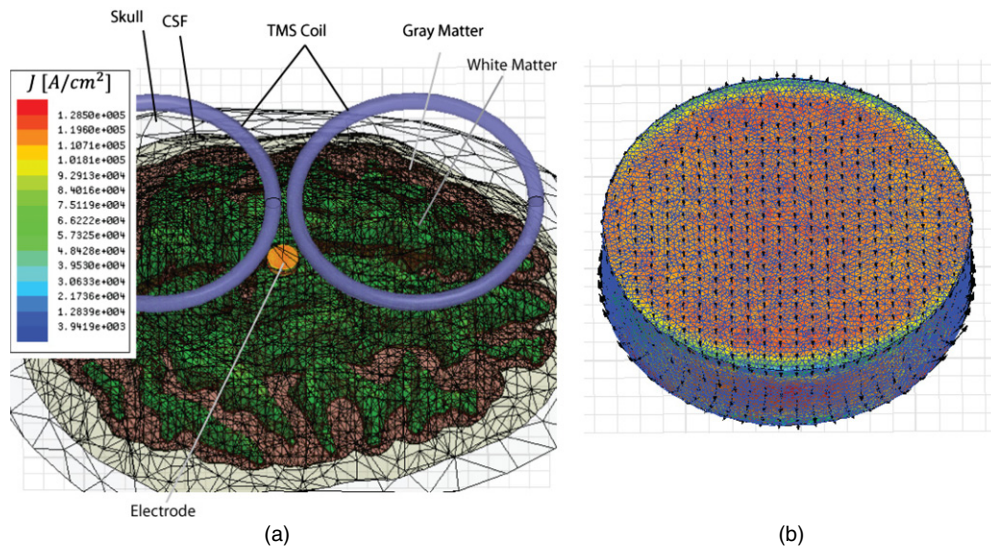 Skull
CSF
TMS Coil
Gray Matter
White Matter
J [A/cm²]
1.2850e+005
1.1960e+005
1.1071e+005
1.0181e+005
9.2913e+004
8.4016e+004
7.5119e+004
6.6222e+004
5.7325e+004
4.8428e+004
3.9530e+004
3.0633e+004
2.1736e+004
1.2839e+004
3.9419e+003
Electrode
(a)
(b)